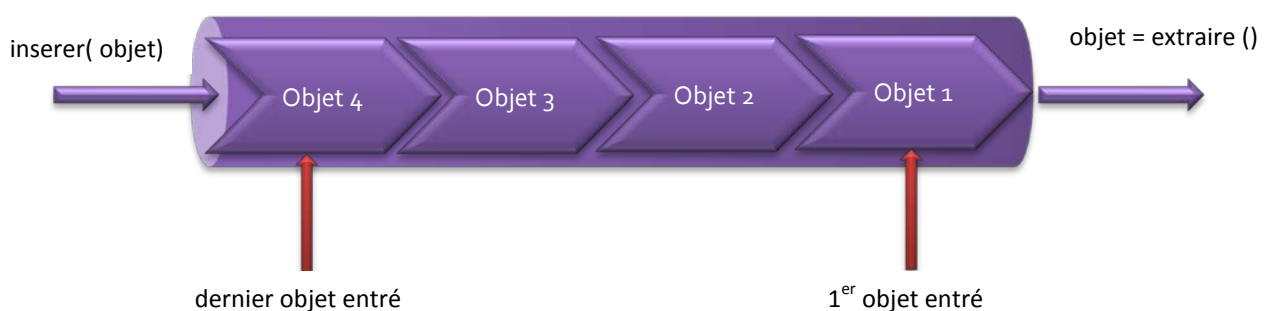 inserer( objet)
objet = extraire ()
Objet 4
Objet 3
Objet 2
Objet 1
dernier objet entré
1er objet entré